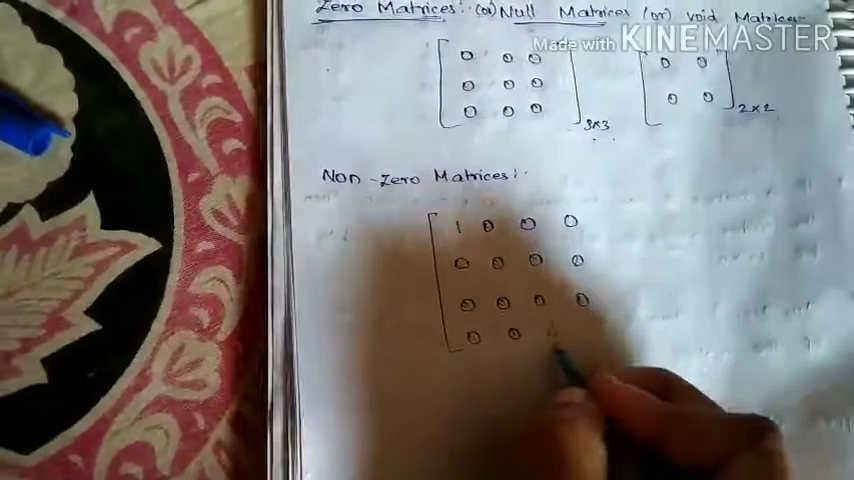 Zero Matrices :- (or) Null Matrices (or) void Matrices :-
Made with KINEMASTER
0 0 0
0 0 0
0 0 0
3×3
0 0
0 0
2×2
Non-Zero Matrices :-
1 0 0 0
0 0 0 0
0 0 0 0
0 0